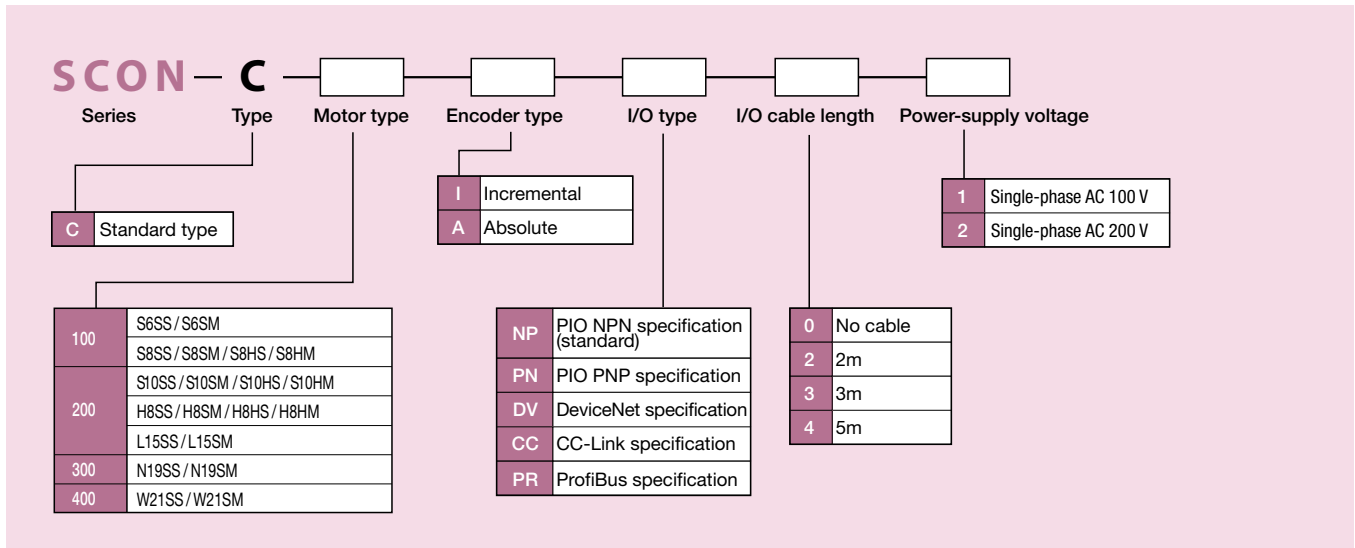 SCON – C
Series Type Motor type Encoder type I/O type I/O cable length Power-supply voltage
C Standard type
I Incremental
A Absolute
1 Single-phase AC 100 V
2 Single-phase AC 200 V
100 S6SS / S6SM
S8SS / S8SM / S8HS / S8HM
200 S10SS / S10SM / S10HS / S10HM
H8SS / H8SM / H8HS / H8HM
L15SS / L15SM
300 N19SS / N19SM
400 W21SS / W21SM
NP PIO NPN specification
(standard)
PN PIO PNP specification
DV DeviceNet specification
CC CC-Link specification
PR ProfiBus specification
0 No cable
2 2m
3 3m
4 5m